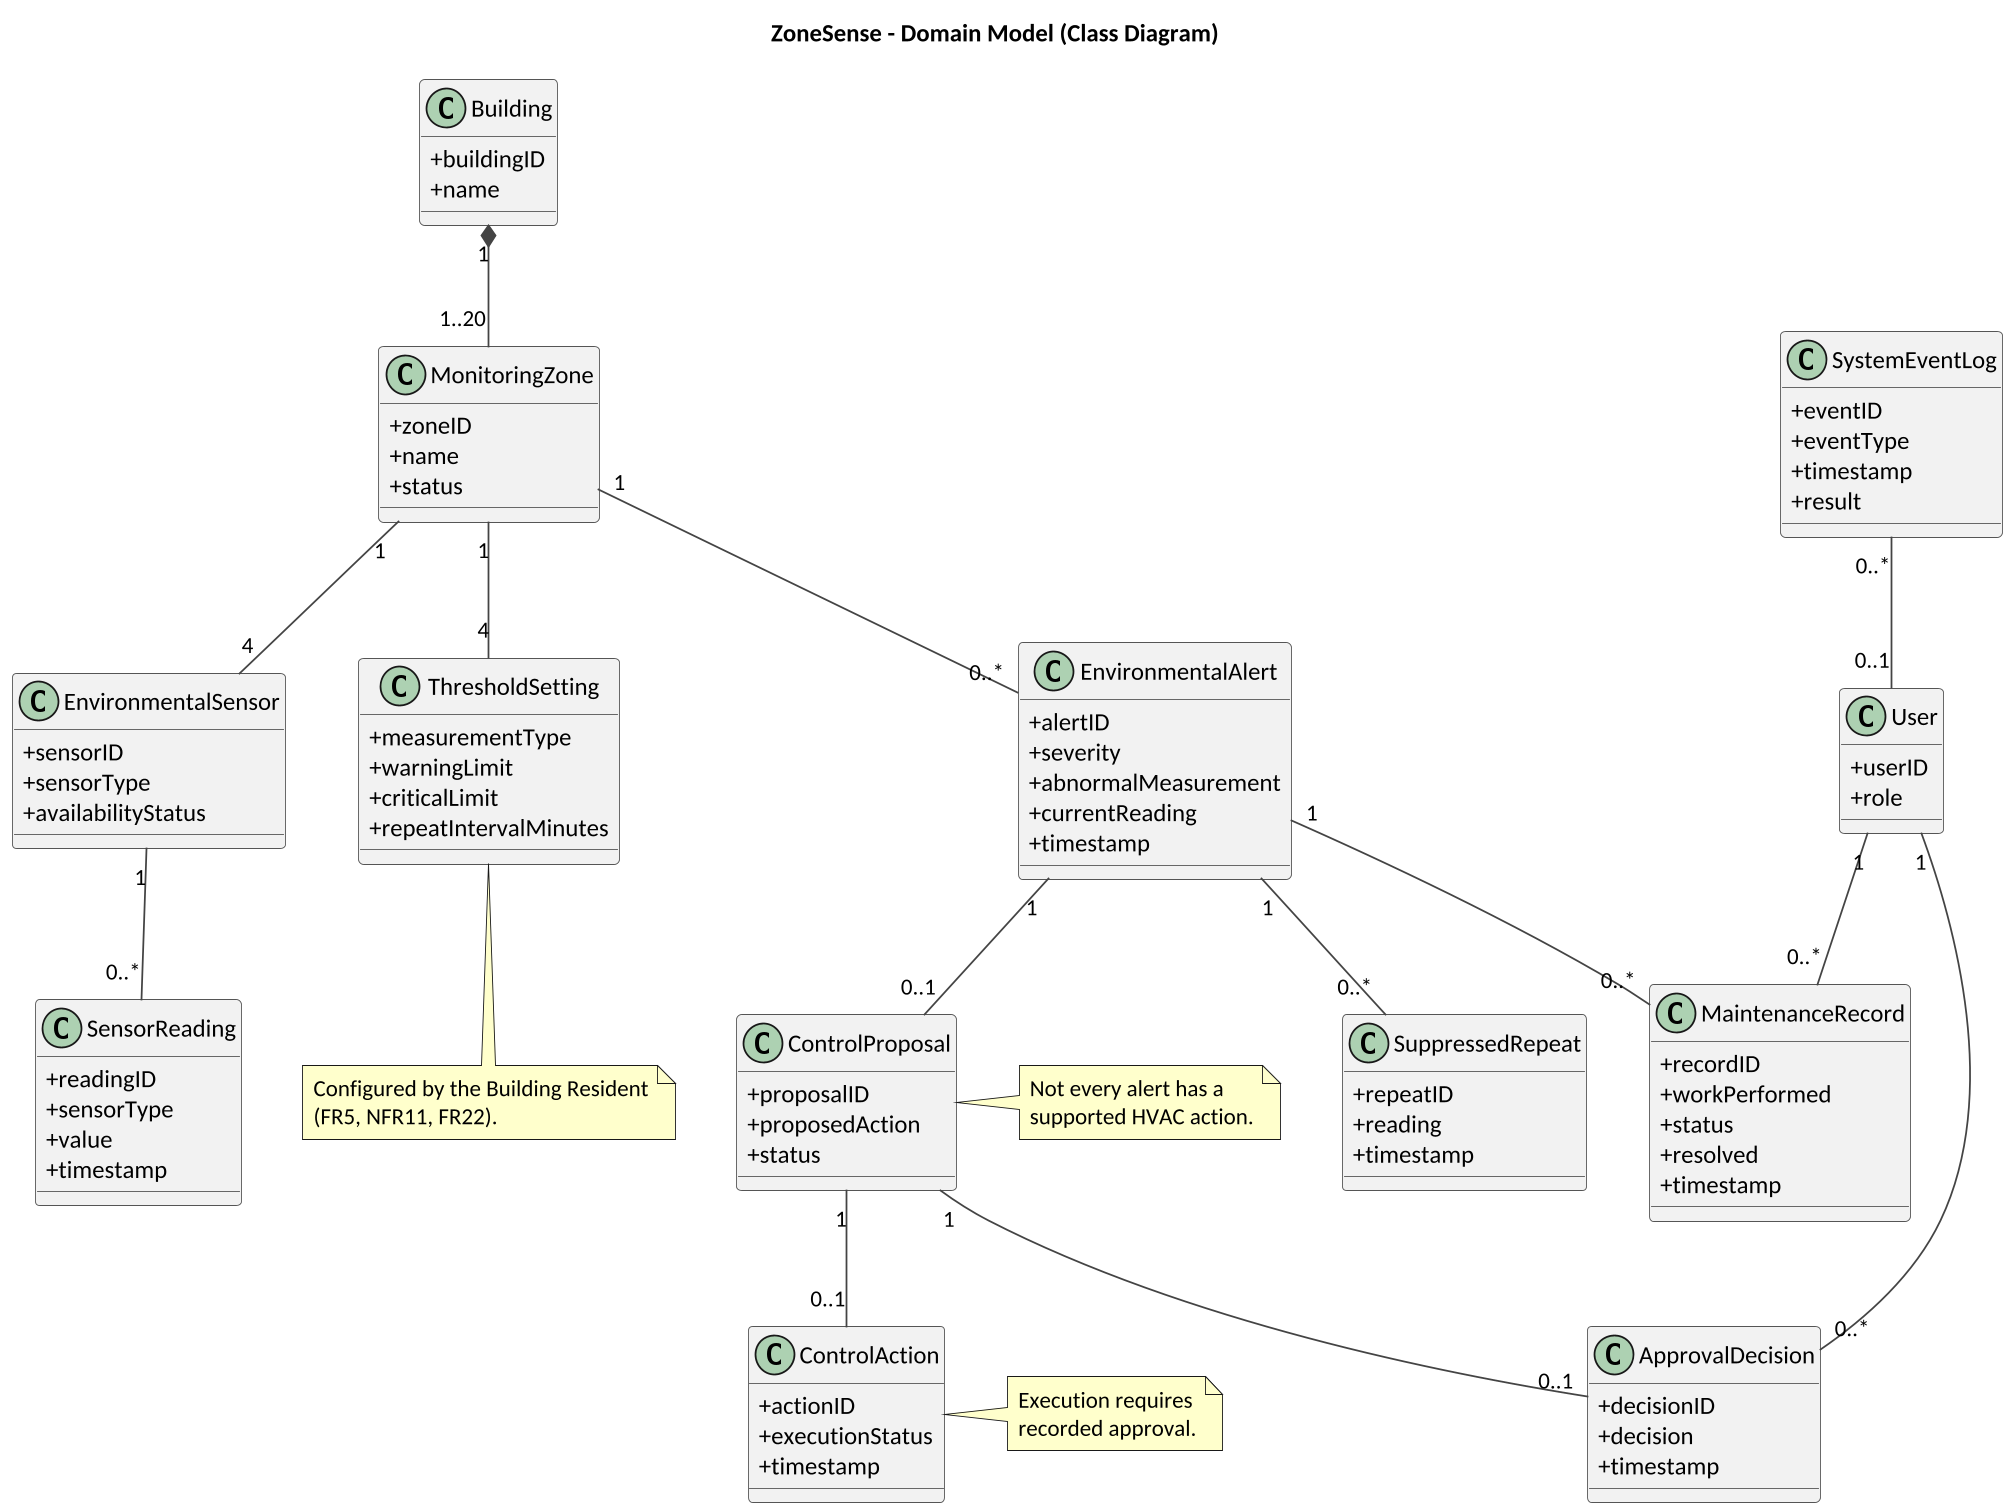 ZoneSense - Domain Model (Class Diagram)
C Building
+buildingID
+name
1
1..20
C MonitoringZone
+zoneID
+name
+status
1
1
1
4
4
0..*
C SystemEventLog
+eventID
+eventType
+timestamp
+result
0..*
0..1
C EnvironmentalSensor
+sensorID
+sensorType
+availabilityStatus
1
0..*
C ThresholdSetting
+measurementType
+warningLimit
+criticalLimit
+repeatIntervalMinutes
C EnvironmentalAlert
+alertID
+severity
+abnormalMeasurement
+currentReading
+timestamp
1
1
1
0..1
0..*
0..*
C User
+userID
+role
1
1
0..*
0..*
C SensorReading
+readingID
+sensorType
+value
+timestamp
Configured by the Building Resident
(FR5, NFR11, FR22).
C ControlProposal
+proposalID
+proposedAction
+status
1
1
0..1
0..1
Not every alert has a
supported HVAC action.
C SuppressedRepeat
+repeatID
+reading
+timestamp
C MaintenanceRecord
+recordID
+workPerformed
+status
+resolved
+timestamp
C ControlAction
+actionID
+executionStatus
+timestamp
Execution requires
recorded approval.
C ApprovalDecision
+decisionID
+decision
+timestamp